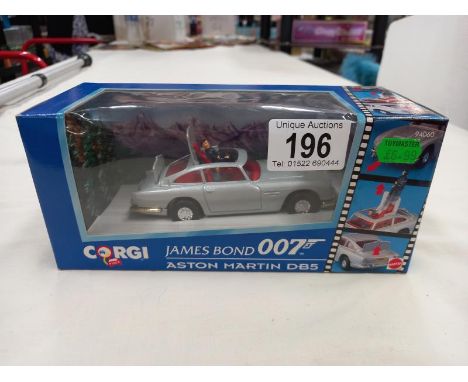 Unique Auctions
196
Tel: 01522 690444
94060
TOYMASTER
£6.99
CORGI
JAMES BOND 007
ASTON MARTIN DB5